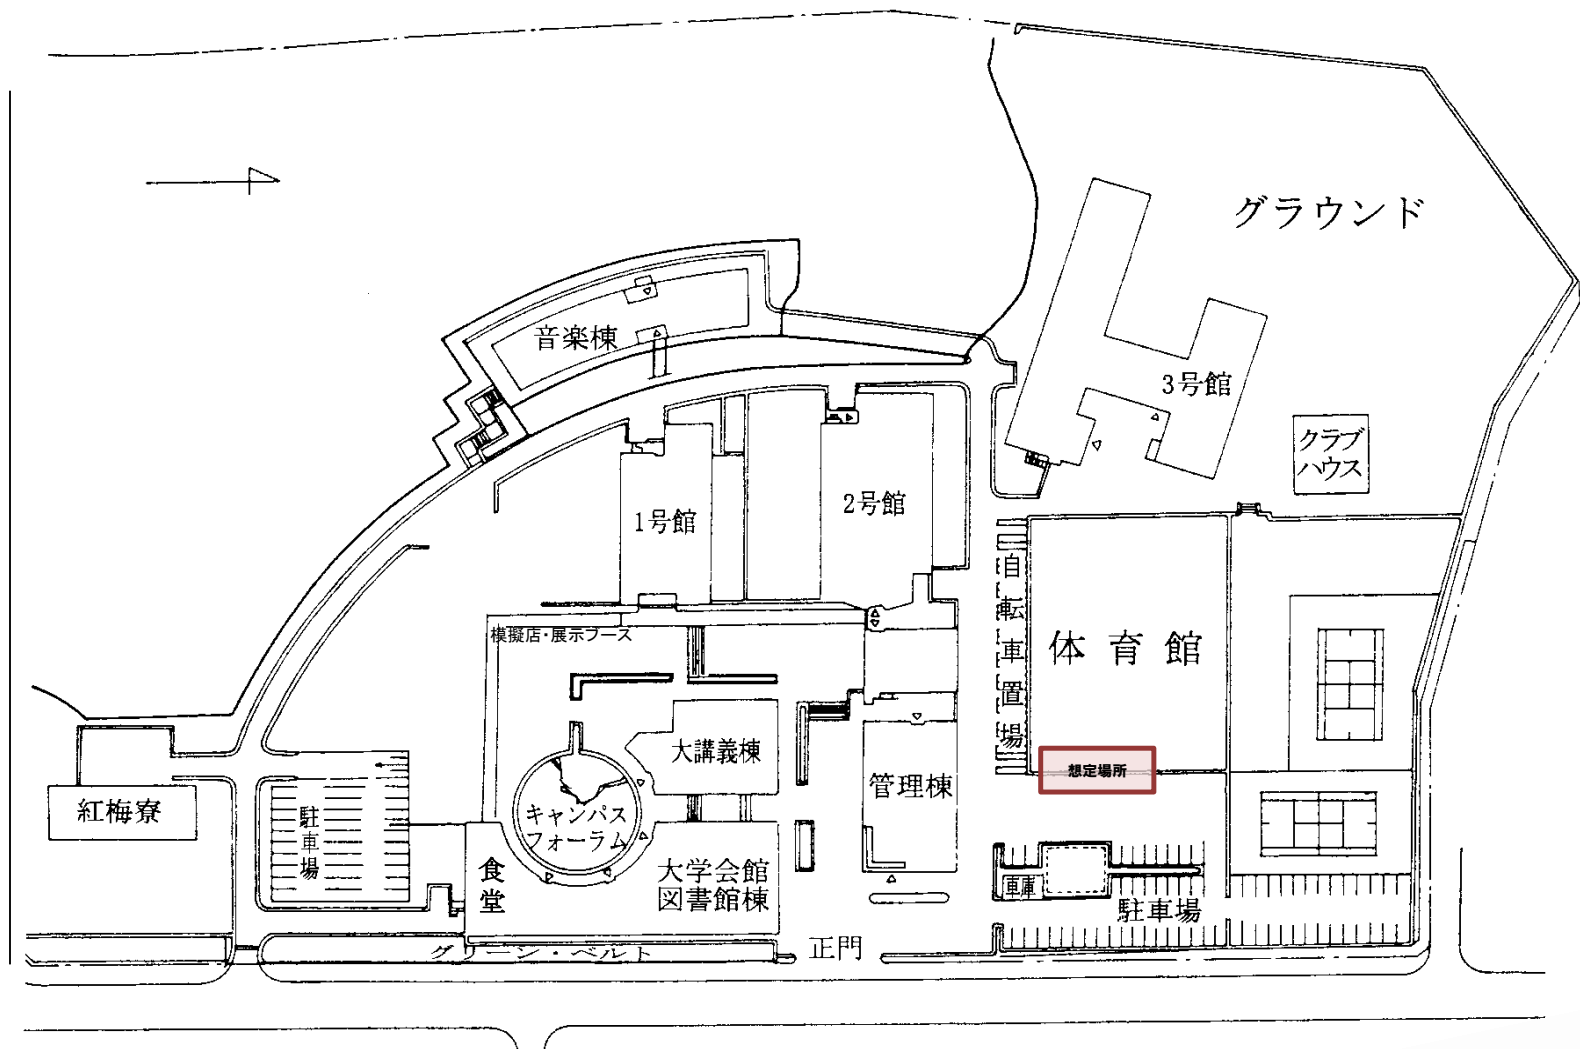 グラウンド
音楽棟
3号館
クラブ
ハウス
1号館
2号館
自転車置場
体育館
模擬店・展示ブース
大講義棟
管理棟
想定場所
紅梅寮
駐車場
キャンパス
フォーラム
食堂
大学会館
図書館棟
車庫
駐車場
グリーン・ベルト
正門